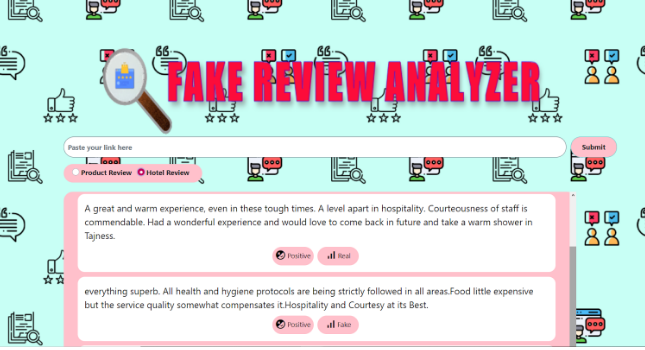 FAKE REVIEW ANALYZER
Paste your link here
Submit
Product Review Hotel Review
A great and warm experience, even in these tough times. A level apart in hospitality. Courteousness of staff is
commendable. Had a wonderful experience and would love to come back in future and take a warm shower in
Tajness.
Positive Real
everything superb. All health and hygiene protocols are being strictly followed in all areas.Food little expensive
but the service quality somewhat compensates it.Hospitality and Courtesy at its Best.
Positive Fake